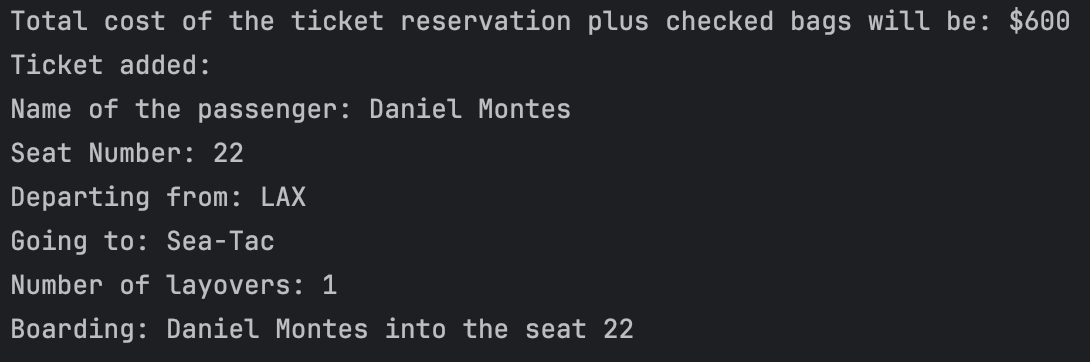 Total cost of the ticket reservation plus checked bags will be: $600
Ticket added:
Name of the passenger: Daniel Montes
Seat Number: 22
Departing from: LAX
Going to: Sea-Tac
Number of layovers: 1
Boarding: Daniel Montes into the seat 22